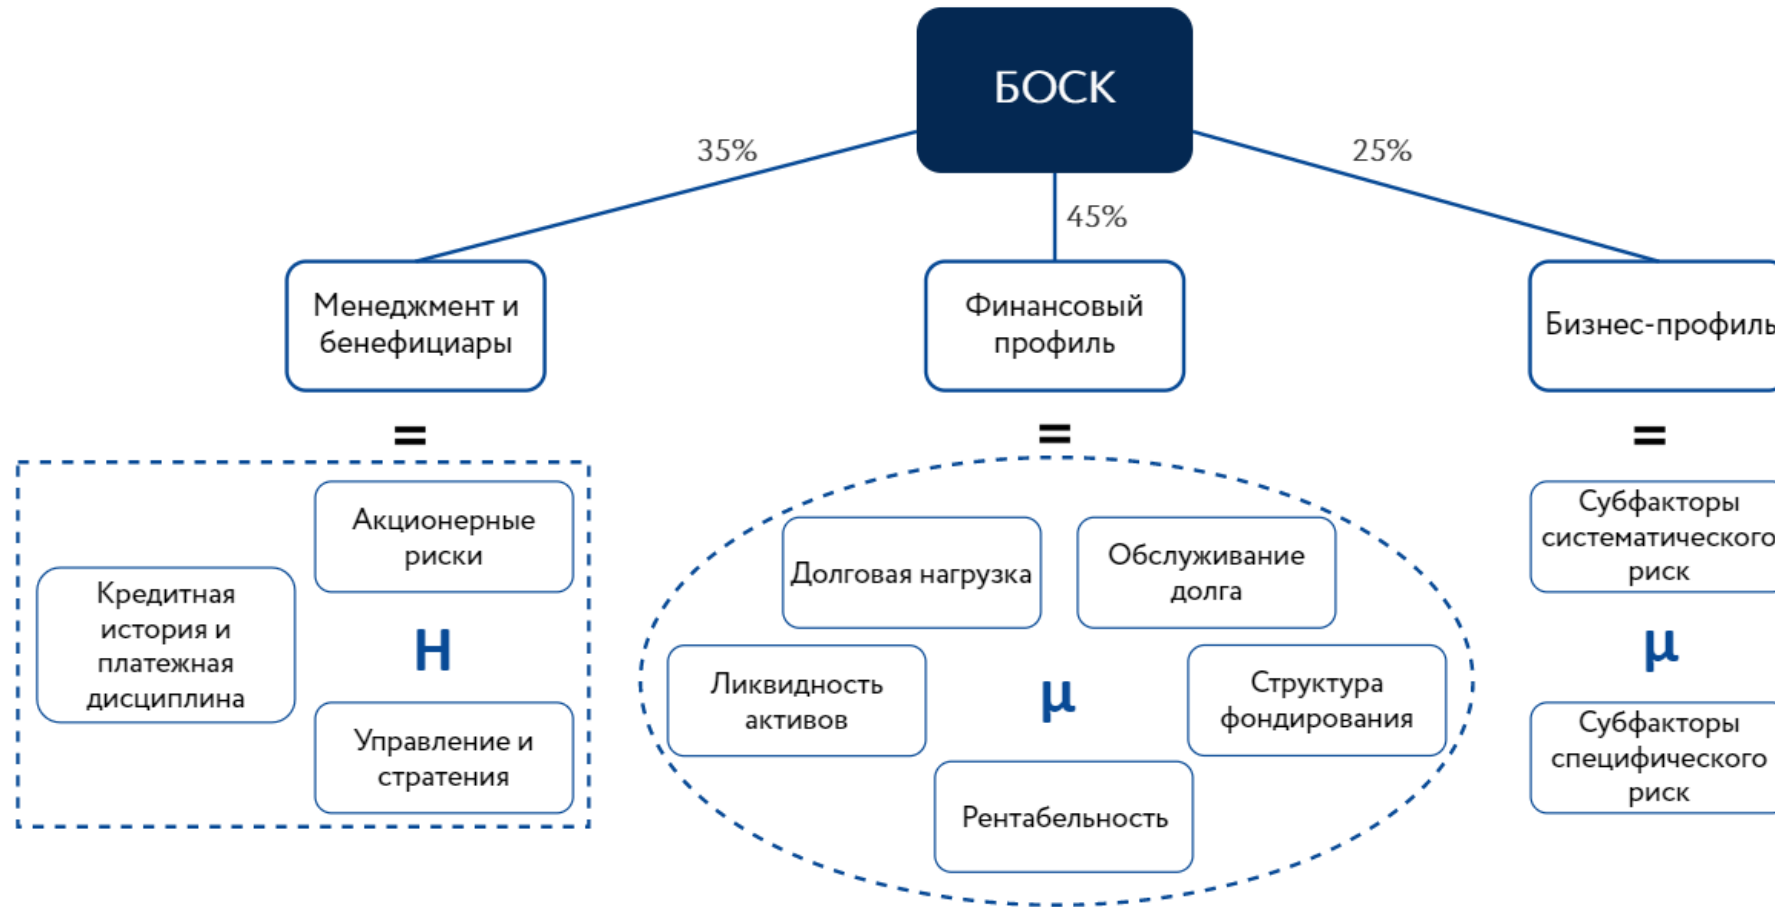 БОСК
35%
45%
25%
Менеджмент и
бенефициары
Финансовый
профиль
Бизнес-профиль
=
=
=
Кредитная
история и
платежная
дисциплина
Акционерные
риски
Н
Управление и
стратения
Долговая нагрузка
Обслуживание
долга
Ликвидность
активов
μ
Структура
фондирования
Рентабельность
Субфакторы
систематического
риск
μ
Субфакторы
специфического
риск